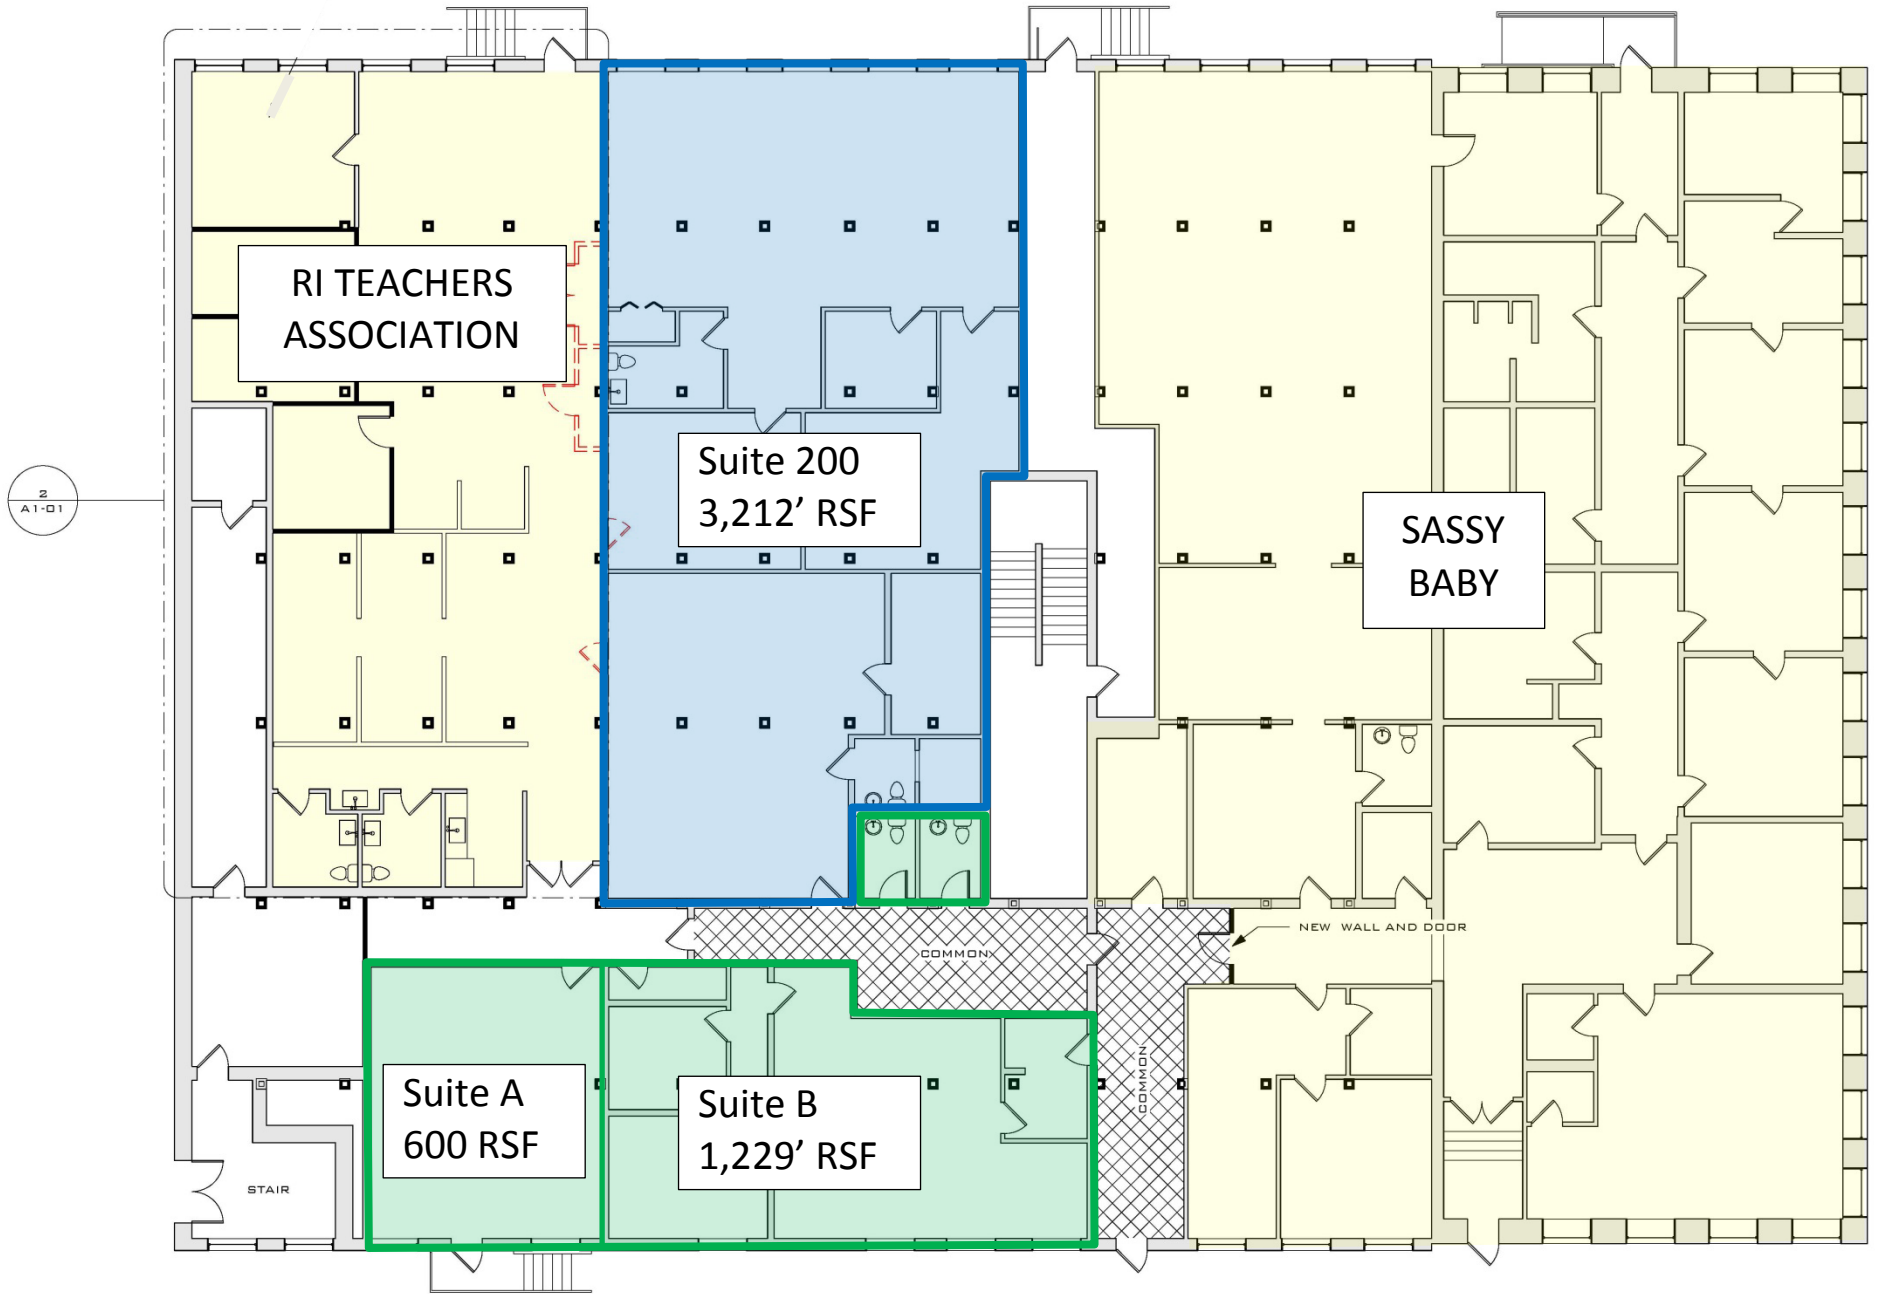 RI TEACHERS
ASSOCIATION
Suite 200
3,212’ RSF
2
A1-01
SASSY
BABY
NEW WALL AND DOOR
COMMON
COMMON
Suite A
600 RSF
Suite B
1,229’ RSF
STAIR